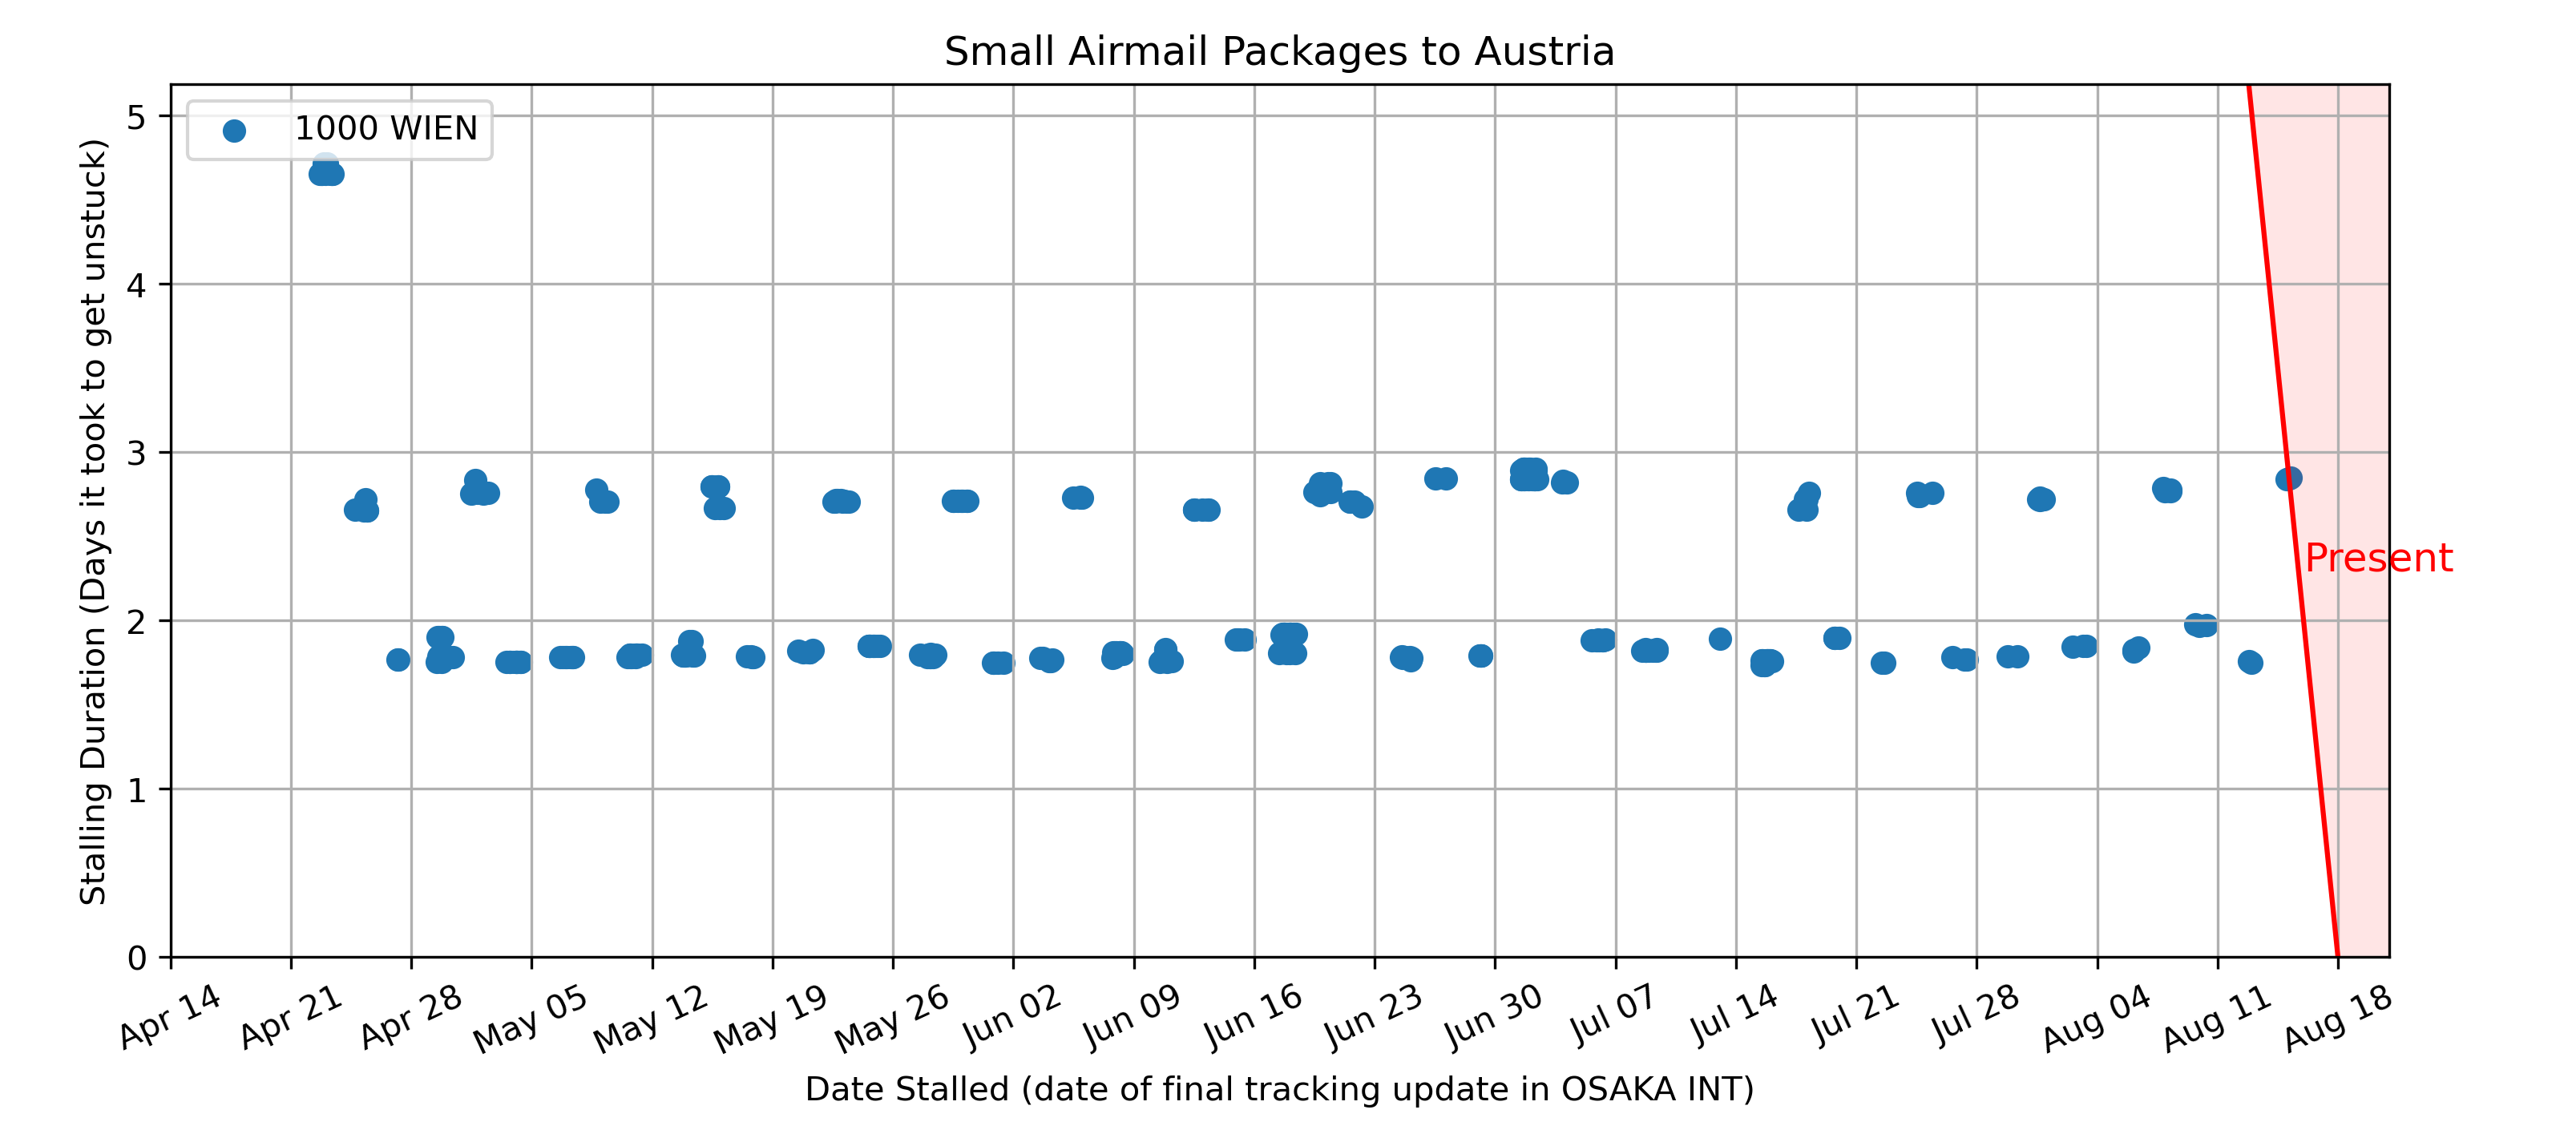 Small Airmail Packages to Austria
1000 WIEN
Stalling Duration (Days it took to get unstuck)
5
4
3
2
1
0
Present
Apr 14
Apr 21
Apr 28
May 05
May 12
May 19
May 26
Jun 02
Jun 09
Jun 16
Jun 23
Jun 30
Jul 07
Jul 14
Jul 21
Jul 28
Aug 04
Aug 11
Aug 18
Date Stalled (date of final tracking update in OSAKA INT)